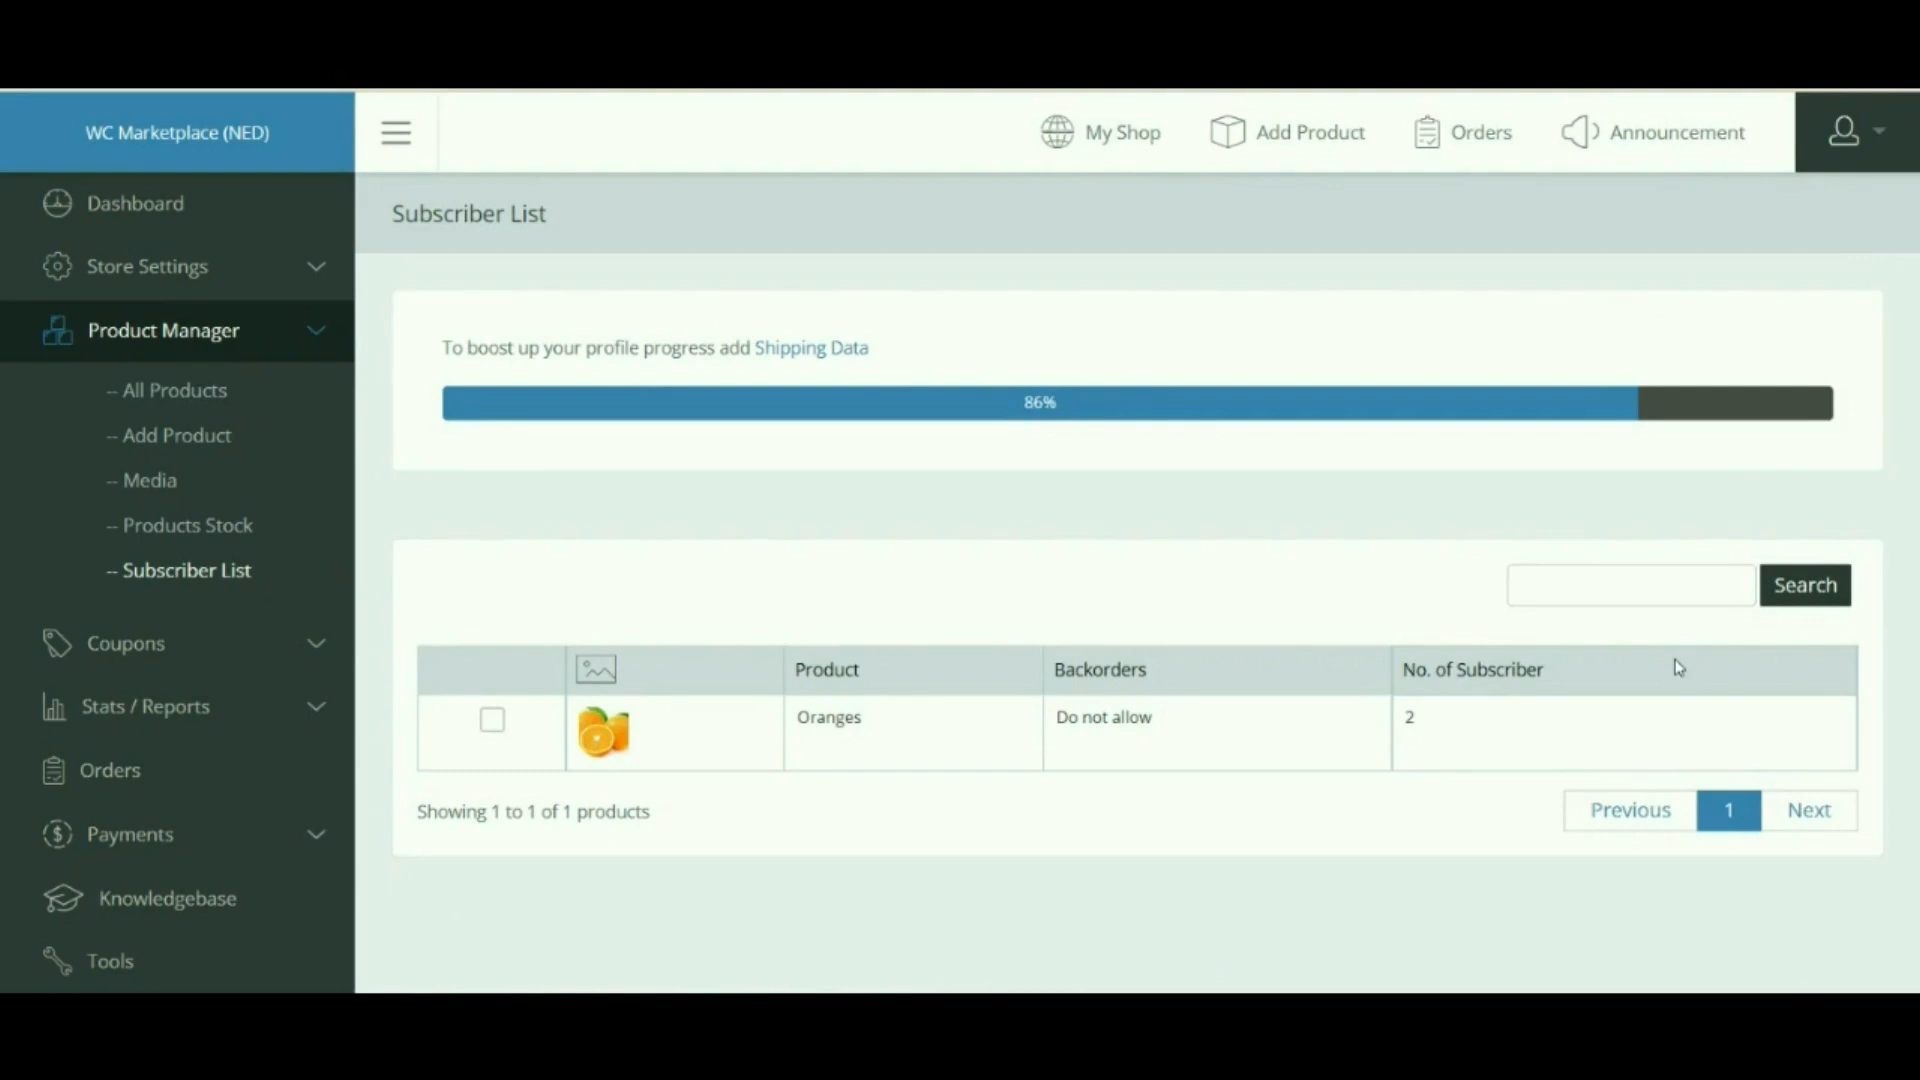 WC Marketplace (NED)
My Shop
Add Product
Orders
Announcement
Dashboard
Store Settings
Product Manager
-- All Products
-- Add Product
-- Media
-- Products Stock
-- Subscriber List
Coupons
Stats / Reports
Orders
Payments
Knowledgebase
Tools
Subscriber List
To boost up your profile progress add Shipping Data
86%
Search
Product Backorders No. of Subscriber
Oranges Do not allow 2
Showing 1 to 1 of 1 products
Previous 1 Next